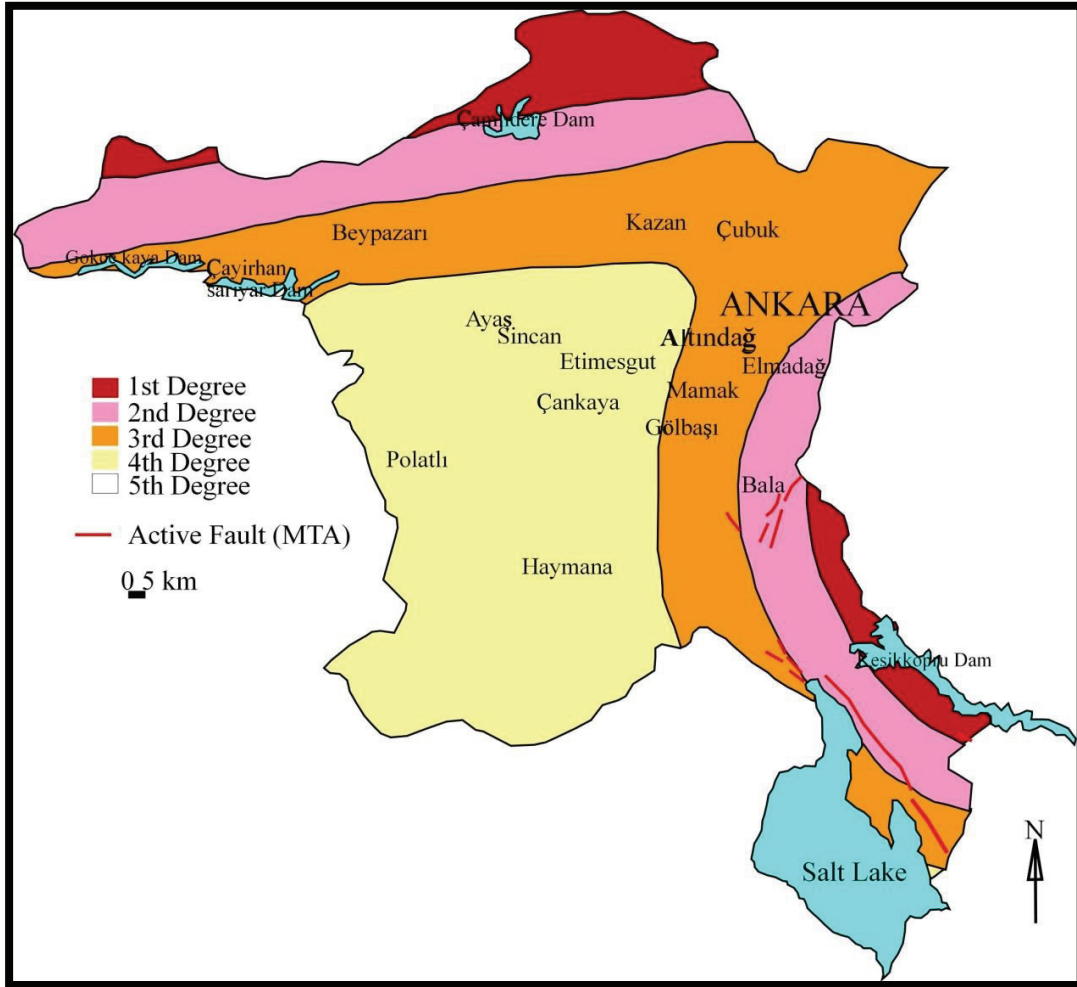 Çamlıdere Dam
Kazan
Çubuk
Beypazarı
Gokçe kaya Dam
Çayirhan
sarıyar Dam
ANKARA
Ayaş
Sincan
Altındağ
Etimesgut
Elmadağ
Mamak
Çankaya
Gölbaşı
Polatlı
Bala
Haymana
1st Degree
2nd Degree
3rd Degree
4th Degree
5th Degree
Active Fault (MTA)
0 5 km
Kesikkopru Dam
Salt Lake
N